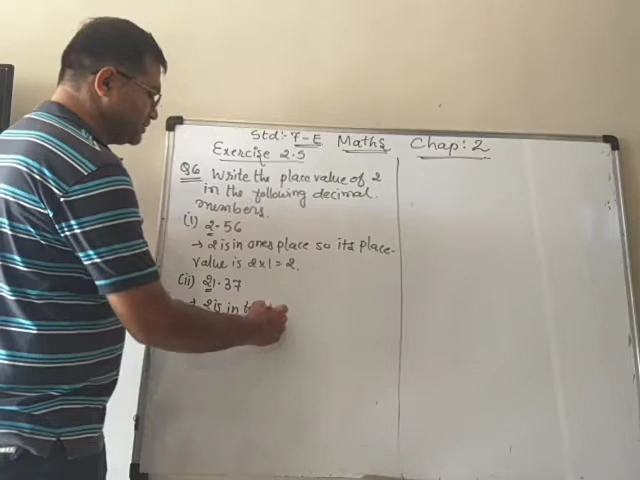 Std:- 7-E Maths Chap: 2
Exercise 2.5
Q6 Write the place value of 2
in the following decimal.
numbers.
(i) 2.56
→ 2 is in ones place so its place-
value is 2x1 = 2.
(ii) 21.37
→ 2 is in